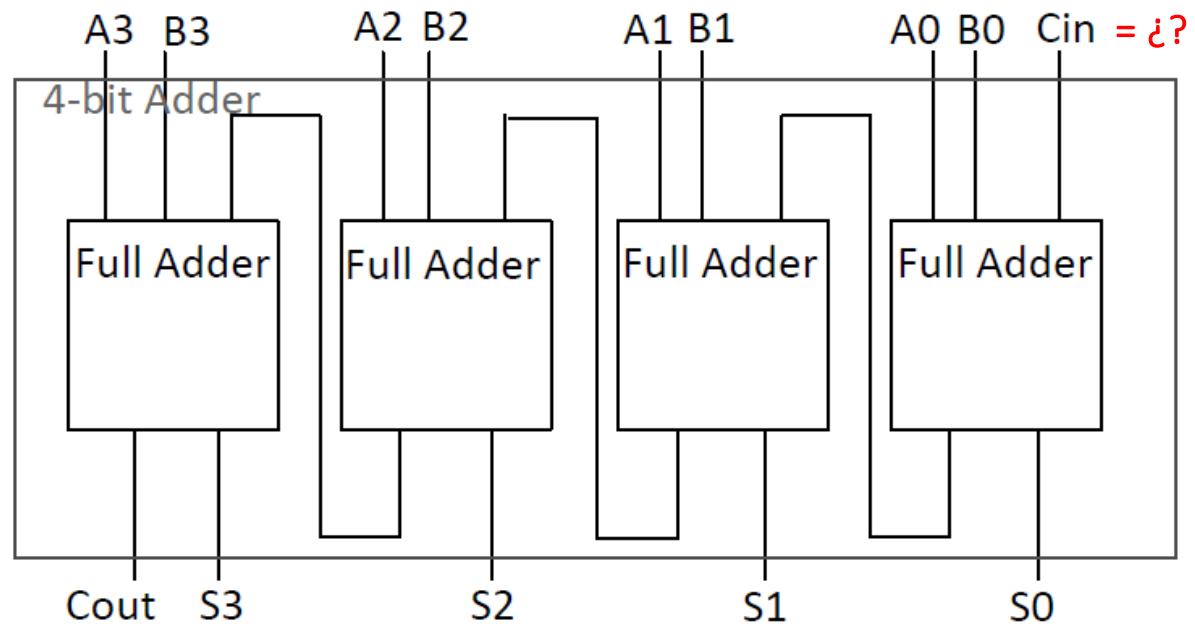 A3 B3 A2 B2 A1 B1 A0 B0 Cin = ¿?
4-bit Adder
Full Adder Full Adder Full Adder Full Adder
Cout S3 S2 S1 S0